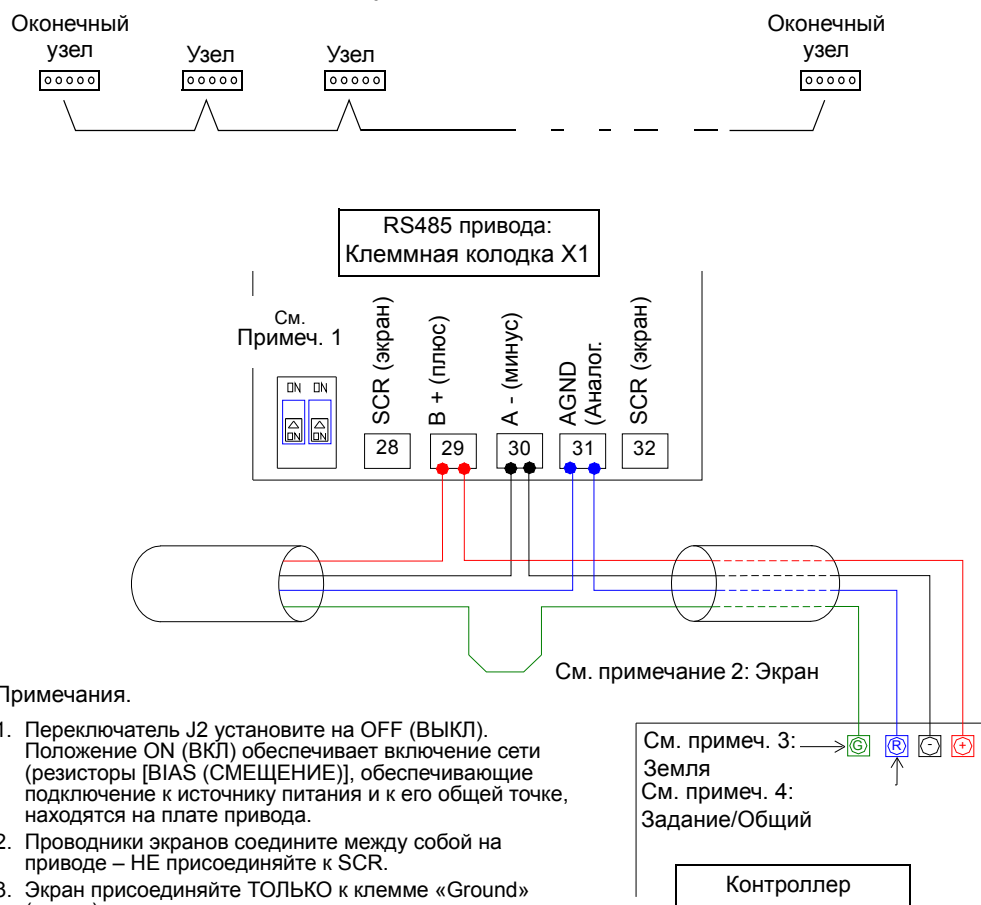 Оконечный
узел
Узел
Узел
Оконечный
узел
RS485 привода:
Клеммная колодка X1
См.
Примеч. 1
ON ON
ON ON
SCR (экран)
B + (плюс)
A - (минус)
AGND
(Аналог.
SCR (экран)
28
29
30
31
32
См. примечание 2: Экран
Примечания.
1. Переключатель J2 установите на OFF (ВЫКЛ).
Положение ON (ВКЛ) обеспечивает включение сети
(резисторы [BIAS (СМЕЩЕНИЕ)], обеспечивающие
подключение к источнику питания и к его общей точке,
находятся на плате привода.
2. Проводники экранов соедините между собой на
приводе – НЕ присоединяйте к SCR.
3. Экран присоединяйте ТОЛЬКО к клемме «Ground»
См. примеч. 3:
Земля
См. примеч. 4:
Задание/Общий
G R - +
Контроллер